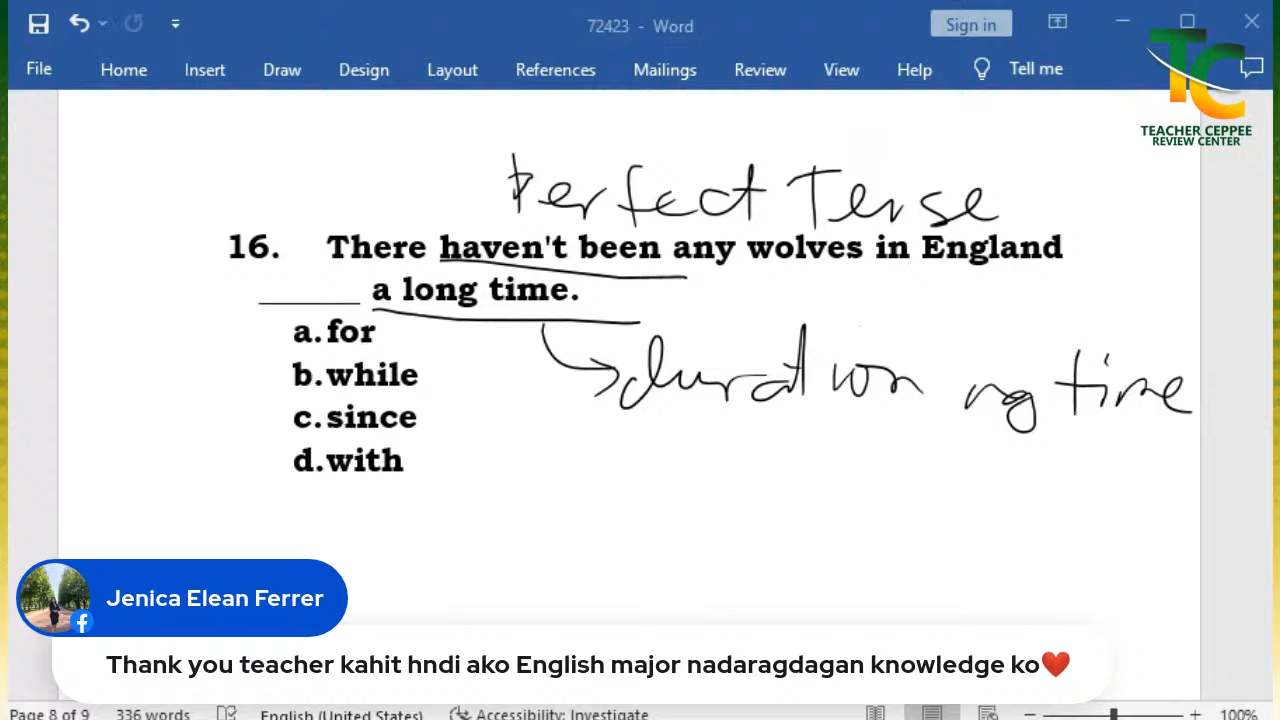 72423 - Word
Sign in
File Home Insert Draw Design Layout References Mailings Review View Help Tell me
TC
TEACHER CEPPEE
REVIEW CENTER
Perfect Tense
16. There haven't been any wolves in England
______ a long time.
a. for
duration ng time
b. while
c. since
d. with
Jenica Elean Ferrer
Thank you teacher kahit hndi ako English major nadaragdagan knowledge ko❤️
Page 8 of 9 336 words English (United States) Accessibility: Investigate 100%